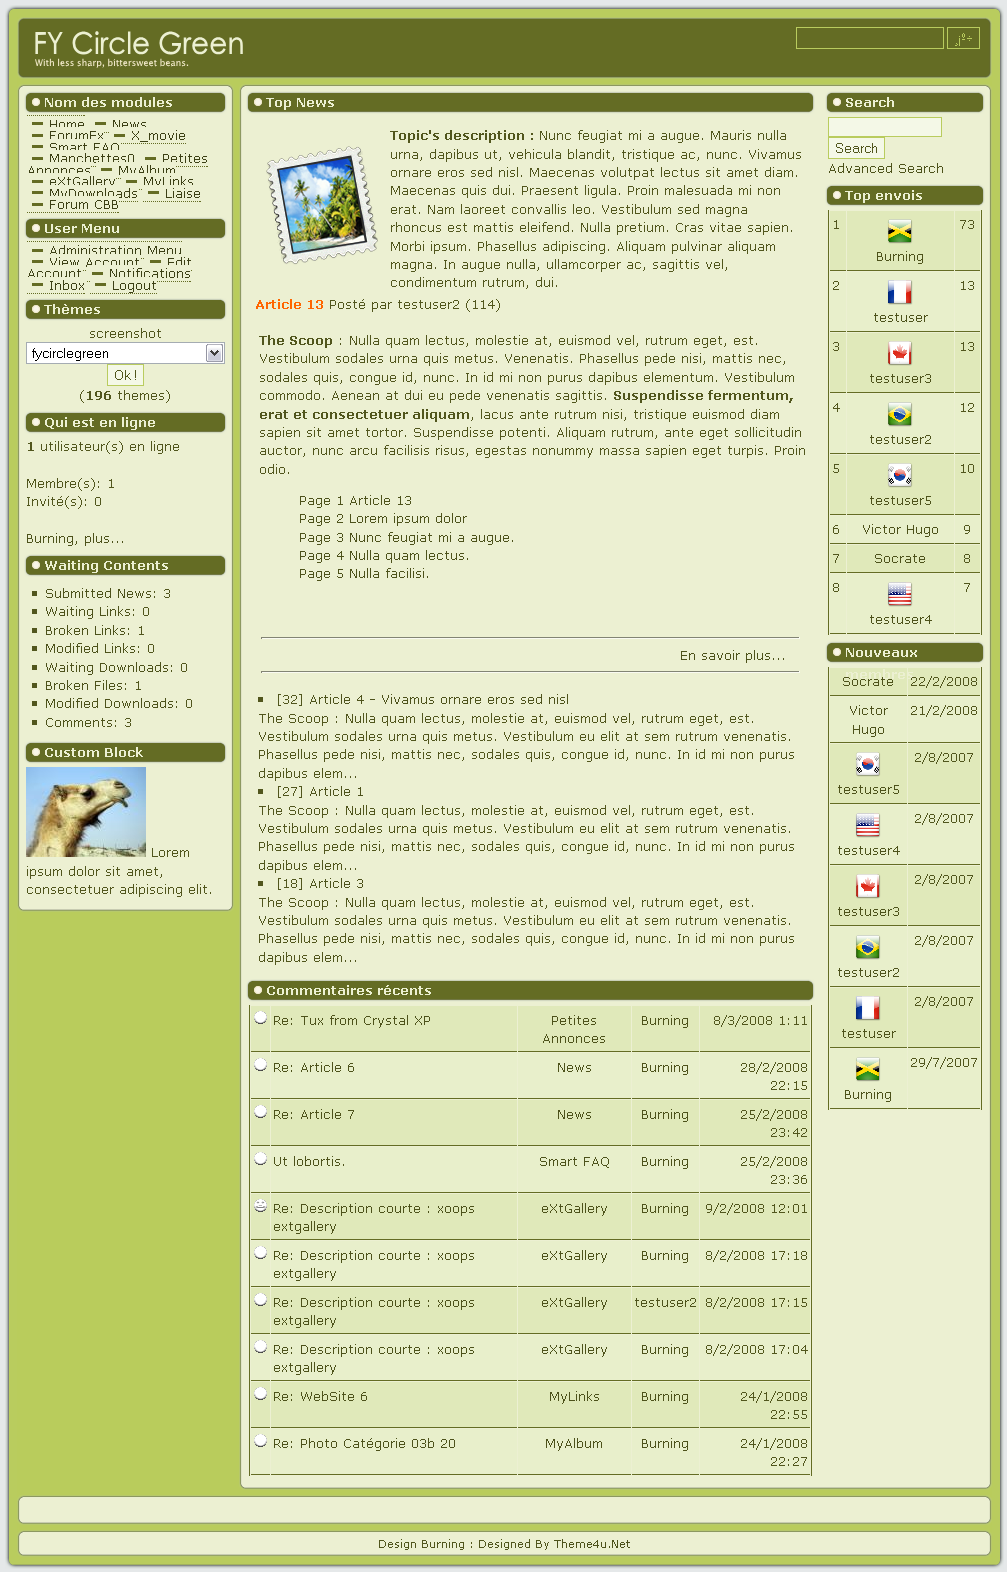 FY Circle Green
With less sharp, bittersweet beans.
Nom des modules
Home News
ForumFx X_movie
Smart FAQ
Manchettes0 Petites
Annonces MyAlbum
eXtGallery MyLinks
MyDownloads Liaise
Forum CBB
User Menu
Administration Menu
View Account Edit
Account Notifications
Inbox Logout
Thèmes
screenshot
fycirclegreen
Ok!
(196 themes)
Qui est en ligne
1 utilisateur(s) en ligne
Membre(s): 1
Invité(s): 0
Burning, plus...
Waiting Contents
Submitted News: 3
Waiting Links: 0
Broken Links: 1
Modified Links: 0
Waiting Downloads: 0
Broken Files: 1
Modified Downloads: 0
Comments: 3
Custom Block
Lorem
ipsum dolor sit amet,
consectetuer adipiscing elit.
Top News
Topic's description : Nunc feugiat mi a augue. Mauris nulla
urna, dapibus ut, vehicula blandit, tristique ac, nunc. Vivamus
ornare eros sed nisl. Maecenas volutpat lectus sit amet diam.
Maecenas quis dui. Praesent ligula. Proin malesuada mi non
erat. Nam laoreet convallis leo. Vestibulum sed magna
rhoncus est mattis eleifend. Nulla pretium. Cras vitae sapien.
Morbi ipsum. Phasellus adipiscing. Aliquam pulvinar aliquam
magna. In augue nulla, ullamcorper ac, sagittis vel,
condimentum rutrum, dui.
Article 13 Posté par testuser2 (114)
The Scoop : Nulla quam lectus, molestie at, euismod vel, rutrum eget, est.
Vestibulum sodales urna quis metus. Venenatis. Phasellus pede nisi, mattis nec,
sodales quis, congue id, nunc. In id mi non purus dapibus elementum. Vestibulum
commodo. Aenean at dui eu pede venenatis sagittis. Suspendisse fermentum,
erat et consectetuer aliquam, lacus ante rutrum nisi, tristique euismod diam
sapien sit amet tortor. Suspendisse potenti. Aliquam rutrum, ante eget sollicitudin
auctor, nunc arcu facilisis risus, egestas nonummy massa sapien eget turpis. Proin
odio.
Page 1 Article 13
Page 2 Lorem ipsum dolor
Page 3 Nunc feugiat mi a augue.
Page 4 Nulla quam lectus.
Page 5 Nulla facilisi.
En savoir plus...
[32] Article 4 - Vivamus ornare eros sed nisl
The Scoop : Nulla quam lectus, molestie at, euismod vel, rutrum eget, est.
Vestibulum sodales urna quis metus. Vestibulum eu elit at sem rutrum venenatis.
Phasellus pede nisi, mattis nec, sodales quis, congue id, nunc. In id mi non purus
dapibus elem...
[27] Article 1
The Scoop : Nulla quam lectus, molestie at, euismod vel, rutrum eget, est.
Vestibulum sodales urna quis metus. Vestibulum eu elit at sem rutrum venenatis.
Phasellus pede nisi, mattis nec, sodales quis, congue id, nunc. In id mi non purus
dapibus elem...
[18] Article 3
The Scoop : Nulla quam lectus, molestie at, euismod vel, rutrum eget, est.
Vestibulum sodales urna quis metus. Vestibulum eu elit at sem rutrum venenatis.
Phasellus pede nisi, mattis nec, sodales quis, congue id, nunc. In id mi non purus
dapibus elem...
Commentaires récents
Re: Tux from Crystal XP Petites Burning 8/3/2008 1:11
Annonces
Re: Article 6 News Burning 28/2/2008
22:15
Re: Article 7 News Burning 25/2/2008
23:42
Ut lobortis. Smart FAQ Burning 25/2/2008
23:36
Re: Description courte : xoops eXtGallery Burning 9/2/2008 12:01
extgallery
Re: Description courte : xoops eXtGallery Burning 8/2/2008 17:18
extgallery
Re: Description courte : xoops eXtGallery testuser2 8/2/2008 17:15
extgallery
Re: Description courte : xoops eXtGallery Burning 8/2/2008 17:04
extgallery
Re: WebSite 6 MyLinks Burning 24/1/2008
22:55
Re: Photo Catégorie 03b 20 MyAlbum Burning 24/1/2008
22:27
Search
Search
Advanced Search
Top envois
1 73
Burning
2 13
testuser
3 13
testuser3
4 12
testuser2
5 10
testuser5
6 Victor Hugo 9
7 Socrate 8
8 7
testuser4
Nouveaux
Socrate 22/2/2008
Victor 21/2/2008
Hugo
2/8/2007
testuser5
2/8/2007
testuser4
2/8/2007
testuser3
2/8/2007
testuser2
2/8/2007
testuser
29/7/2007
Burning
Design Burning : Designed By Theme4u.Net